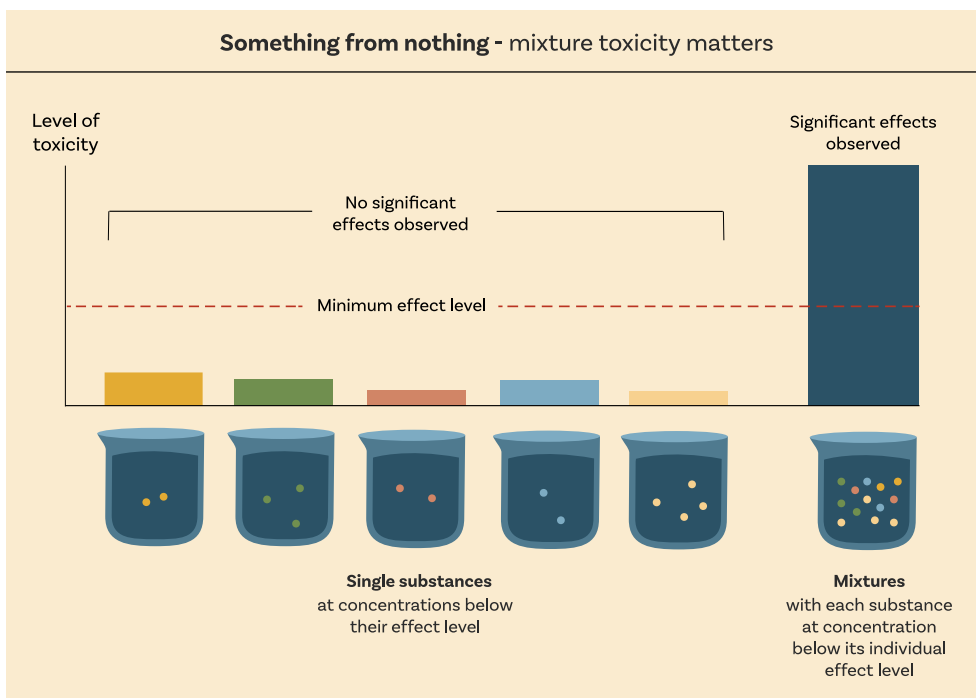 Something from nothing - mixture toxicity matters
Level of
toxicity
Significant effects
observed
No significant
effects observed
Minimum effect level
Single substances
at concentrations below
their effect level
Mixtures
with each substance
at concentration
below its individual
effect level